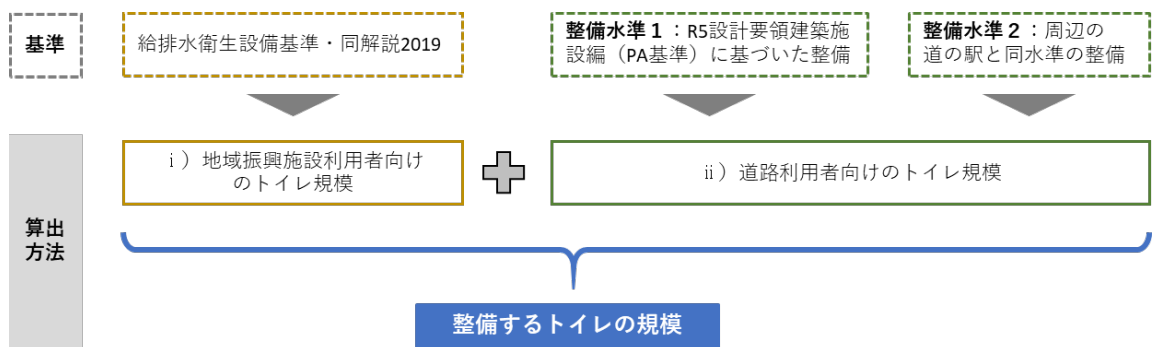 基準
給排水衛生設備基準・同解説2019
整備水準1：R5設計要領建築施
設編（PA基準）に基づいた整備
整備水準2：周辺の
道の駅と同水準の整備
算出
方法
ⅰ）地域振興施設利用者向け
のトイレ規模
ⅱ）道路利用者向けのトイレ規模
整備するトイレの規模